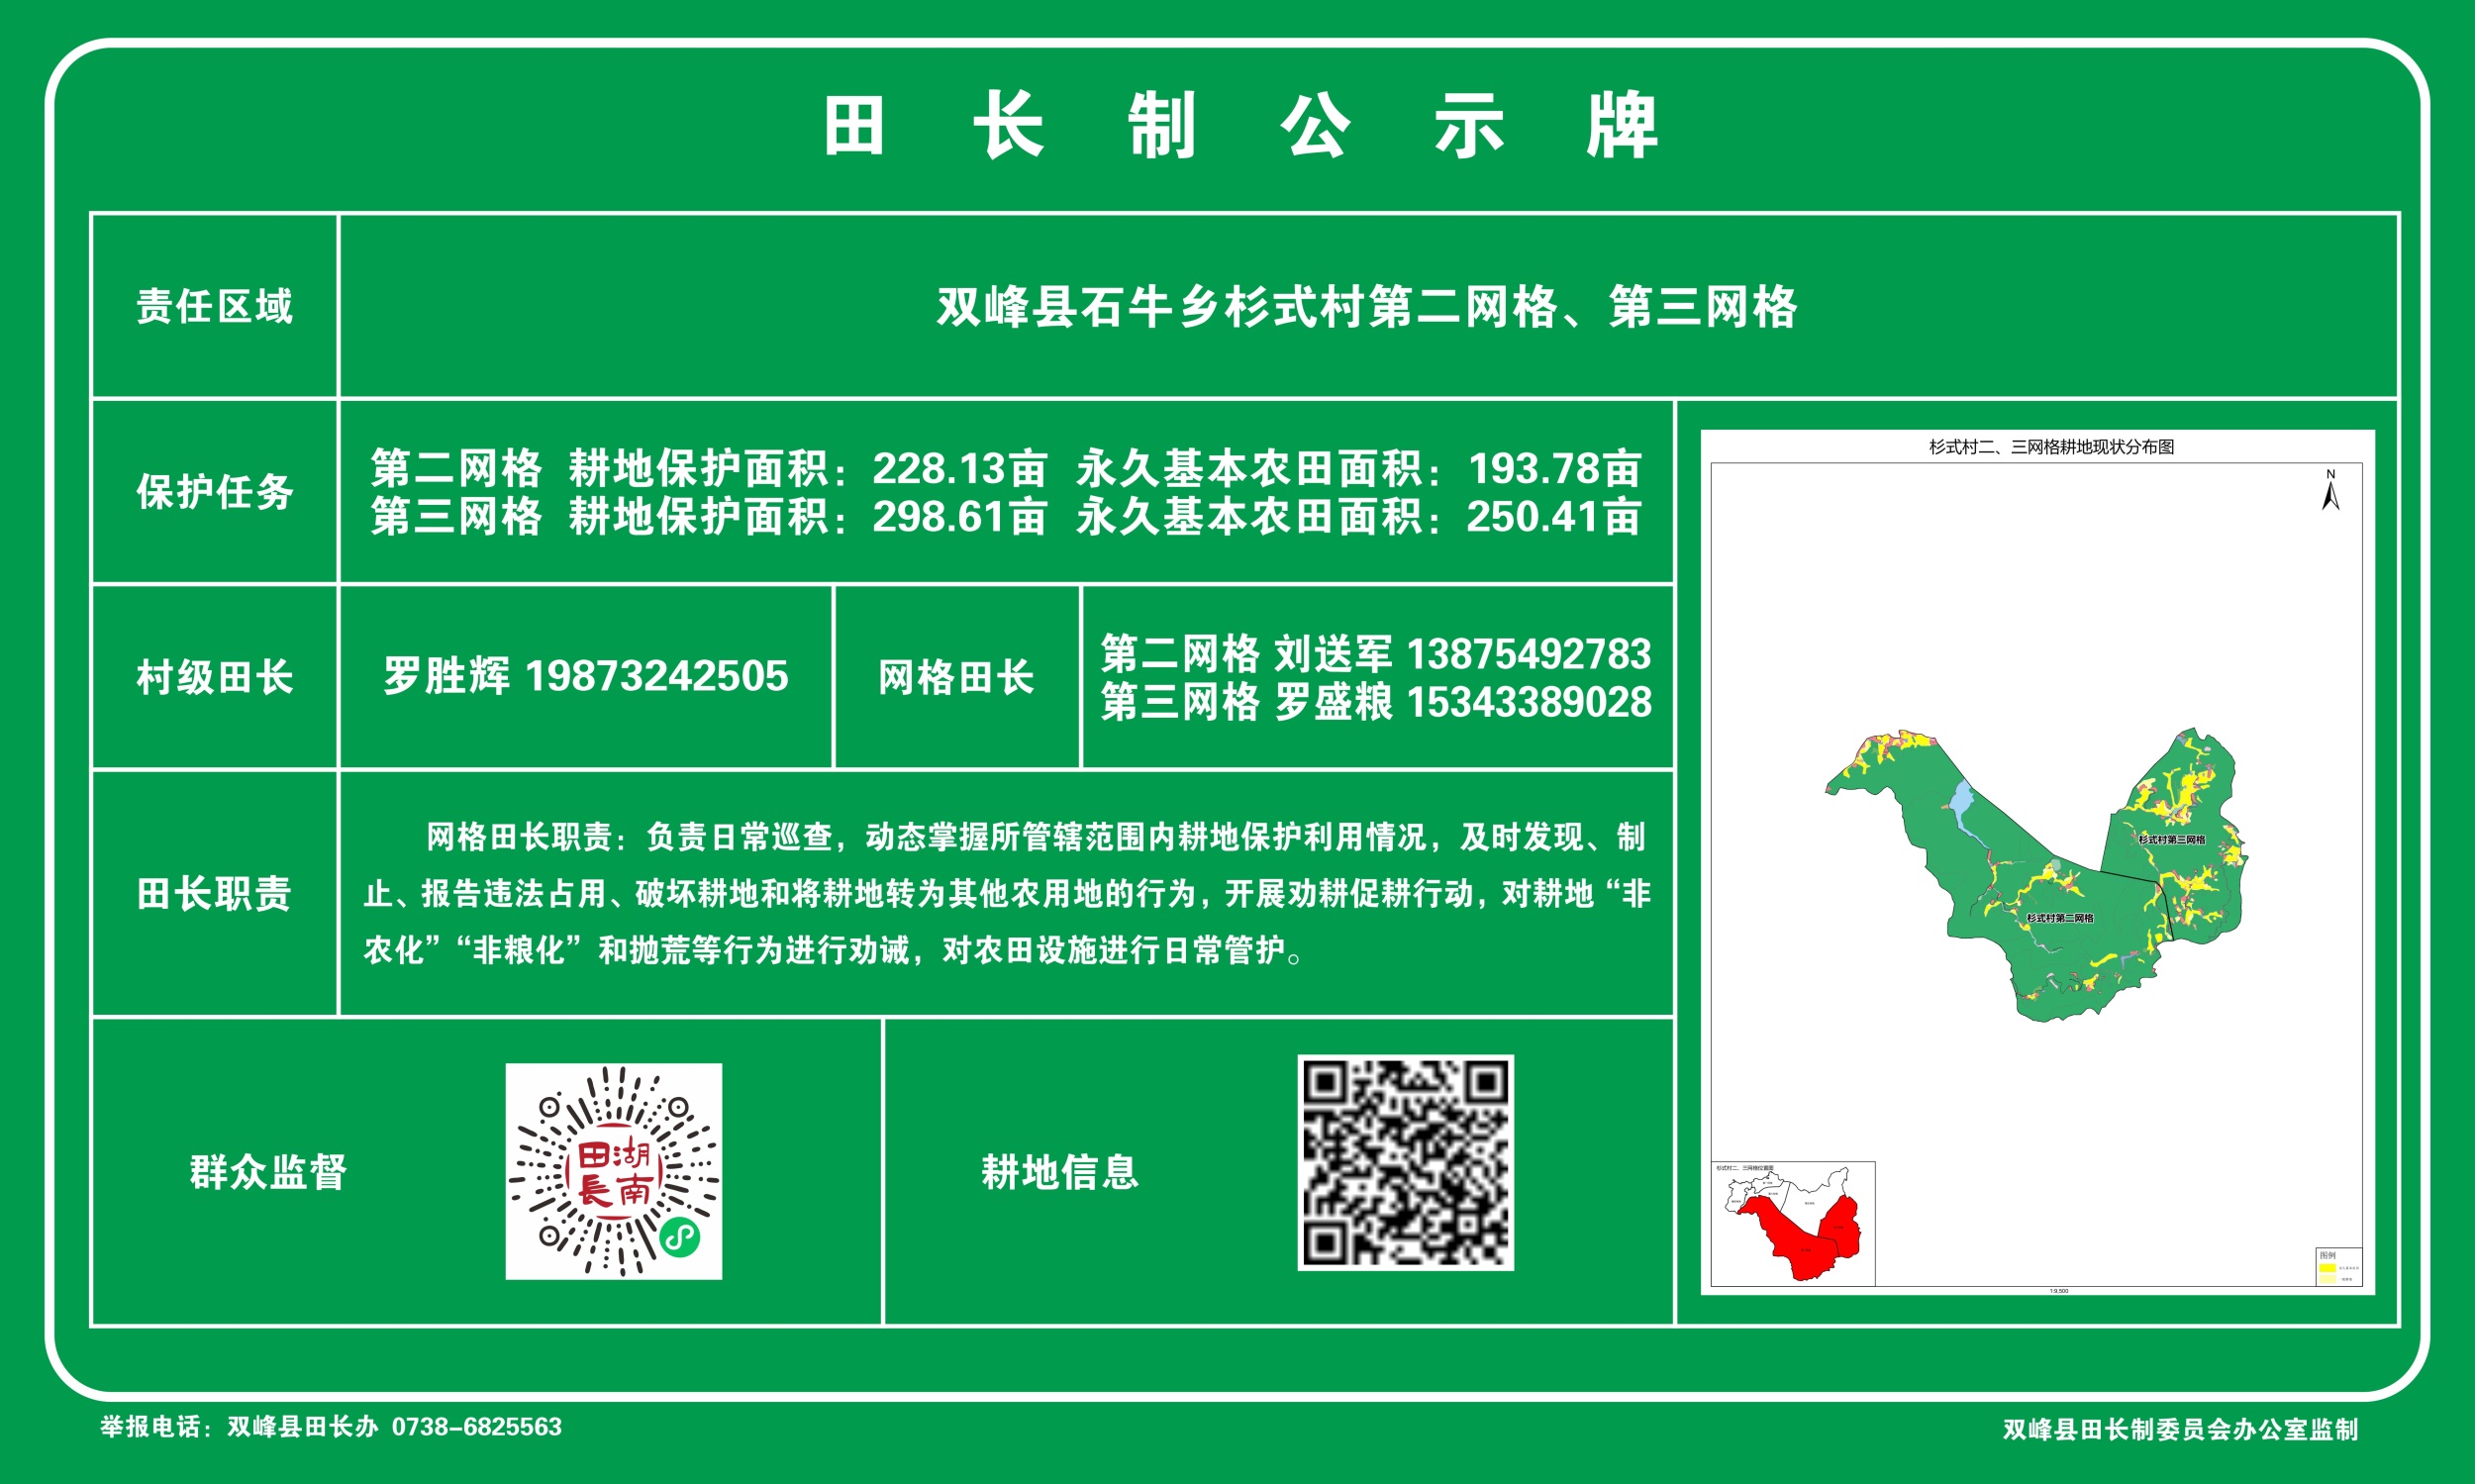 田长制公示牌
责任区域
双峰县石牛乡杉式村第二网格、第三网格
保护任务
第二网格 耕地保护面积：228.13亩 永久基本农田面积：193.78亩
第三网格 耕地保护面积：298.61亩 永久基本农田面积：250.41亩
村级田长
罗胜辉 19873242505
网格田长
第二网格 刘送军 13875492783
第三网格 罗盛粮 15343389028
田长职责
网格田长职责：负责日常巡查，动态掌握所管辖范围内耕地保护利用情况，及时发现、制
止、报告违法占用、破坏耕地和将耕地转为其他农用地的行为，开展劝耕促耕行动，对耕地“非
农化”“非粮化”和抛荒等行为进行劝诫，对农田设施进行日常管护。
群众监督
湖南
田長
耕地信息
杉式村二、三网格耕地现状分布图
N
杉式村第三网格
杉式村第二网格
杉式村二、三网格位置图
图例
1:9,500
举报电话：双峰县田长办 0738-6825563
双峰县田长制委员会办公室监制